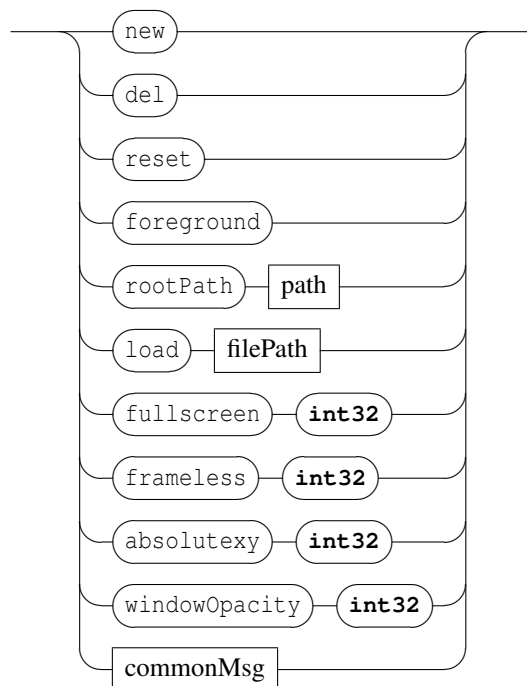 new
del
reset
foreground
rootPath path
load filePath
fullscreen int32
frameless int32
absolutexy int32
windowOpacity int32
commonMsg